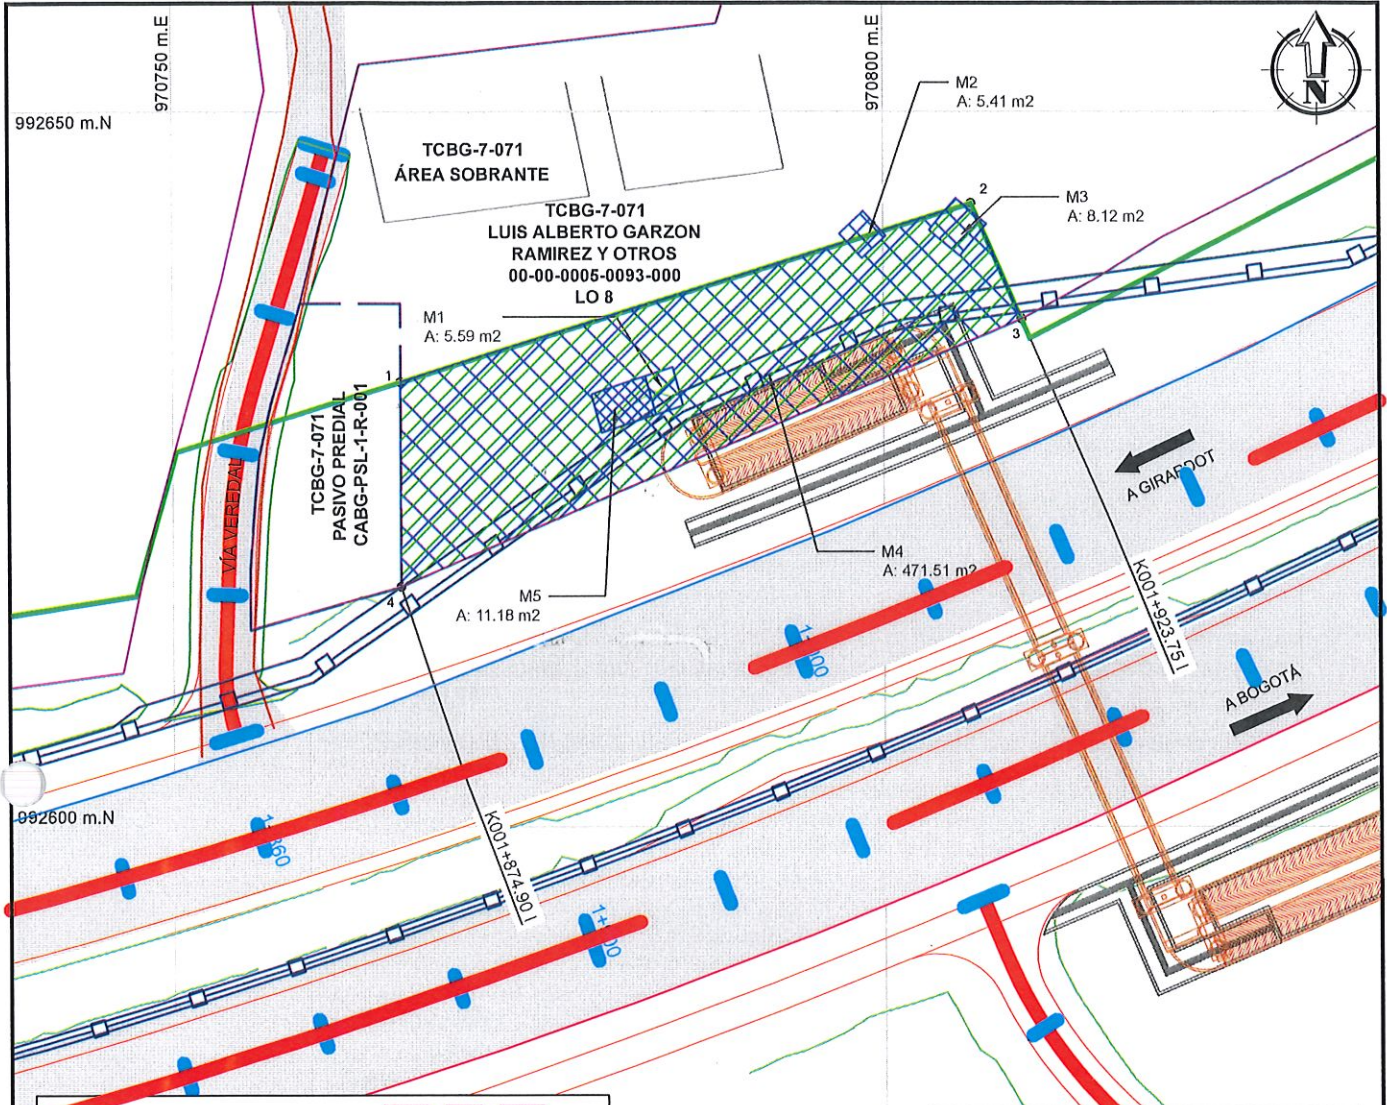 970750 m.E
970800 m.E
N
992650 m.N
M2
A: 5.41 m2
TCBG-7-071
ÁREA SOBRANTE
2
M3
A: 8.12 m2
TCBG-7-071
LUIS ALBERTO GARZON
RAMIREZ Y OTROS
00-00-0005-0093-000
LO 8
M1
A: 5.59 m2
3
1
TCBG-7-071
PASIVO PREDIAL
CABG-PSL-1-R-001
VÍA VEREDAL
A GIRARDOT
M4
A: 471.51 m2
M5
A: 11.18 m2
4
K001+923.75 I
A BOGOTÁ
992600 m.N
K001+874.90 I